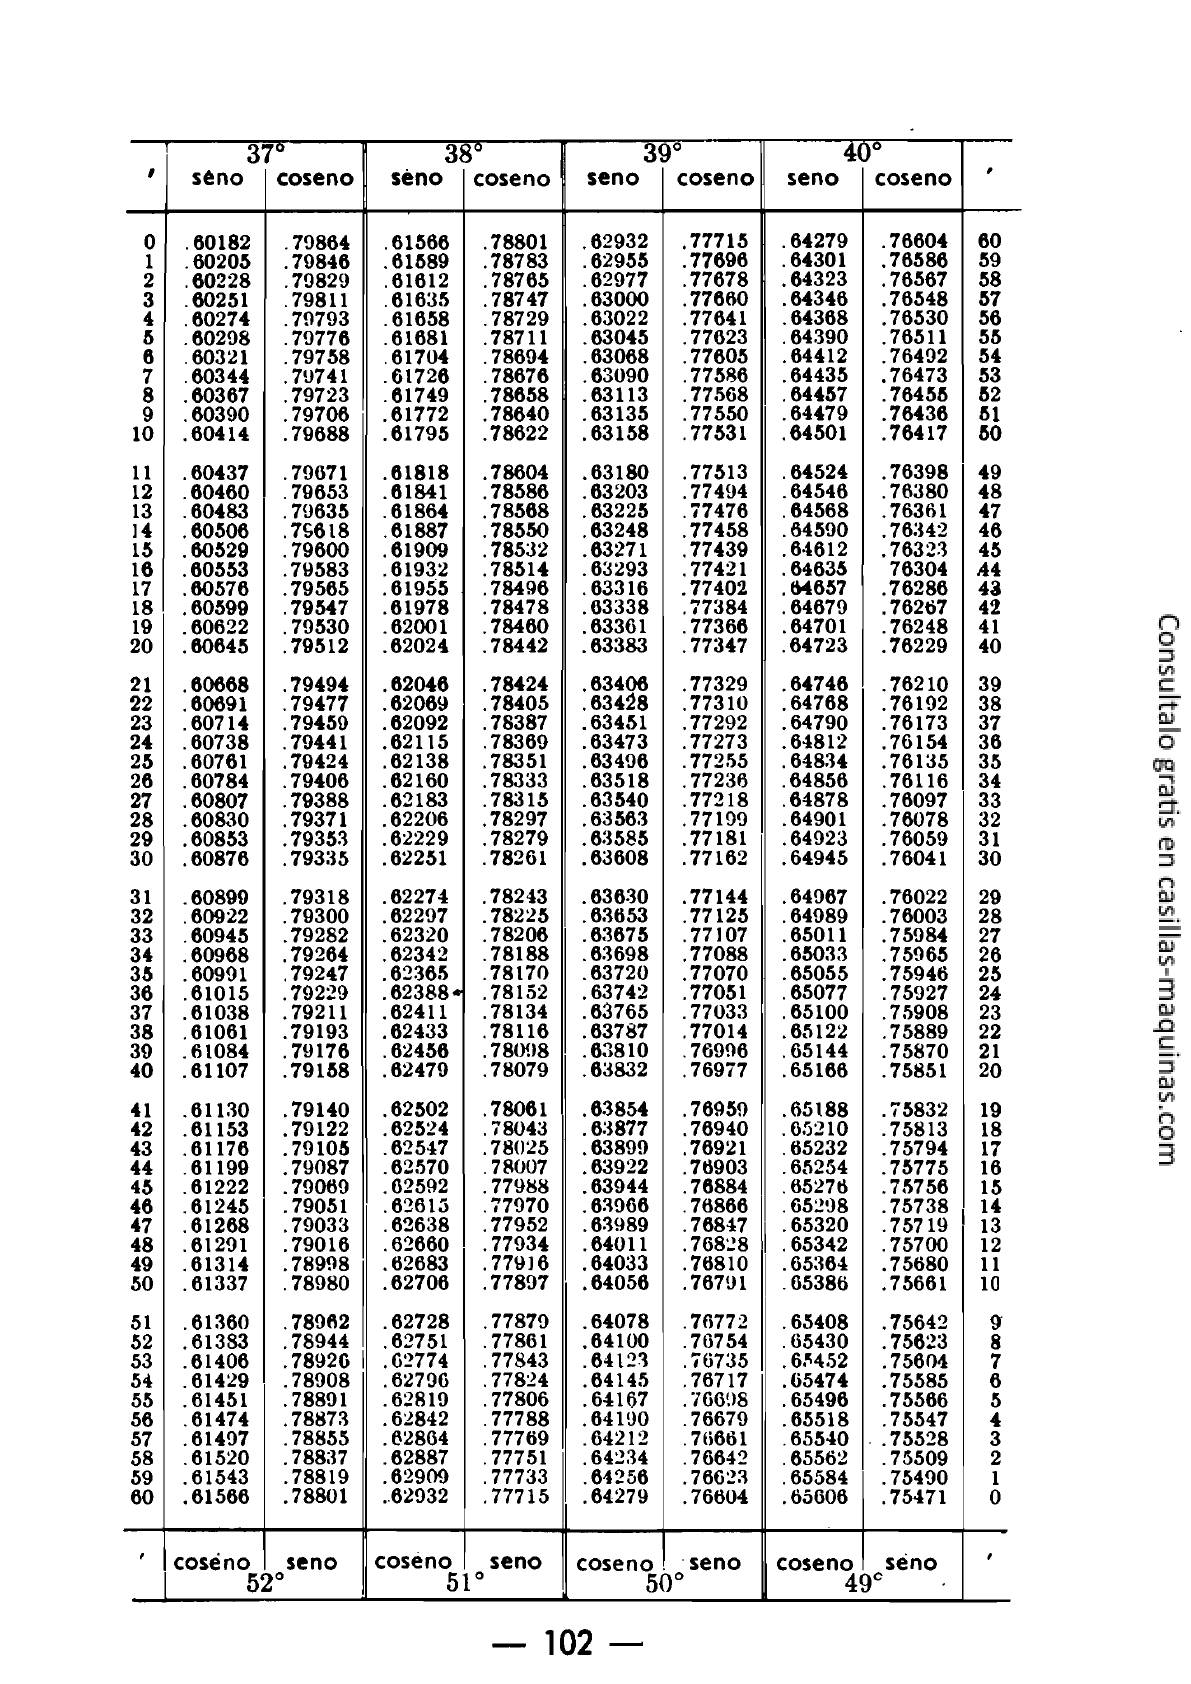 37° 38° 39° 40°
′ seno coseno seno coseno seno coseno seno coseno ′
0 .60182 .79864 .61566 .78801 .62932 .77715 .64279 .76604 60
1 .60205 .79846 .61589 .78783 .62955 .77696 .64301 .76586 59
2 .60228 .79829 .61612 .78765 .62977 .77678 .64323 .76567 58
3 .60251 .79811 .61635 .78747 .63000 .77660 .64346 .76548 57
4 .60274 .79793 .61658 .78729 .63022 .77641 .64368 .76530 56
5 .60298 .79776 .61681 .78711 .63045 .77623 .64390 .76511 55
6 .60321 .79758 .61704 .78694 .63068 .77605 .64412 .76492 54
7 .60344 .79741 .61726 .78676 .63090 .77586 .64435 .76473 53
8 .60367 .79723 .61749 .78658 .63113 .77568 .64457 .76455 52
9 .60390 .79706 .61772 .78640 .63135 .77550 .64479 .76436 51
10 .60414 .79688 .61795 .78622 .63158 .77531 .64501 .76417 50
11 .60437 .79671 .61818 .78604 .63180 .77513 .64524 .76398 49
12 .60460 .79653 .61841 .78586 .63203 .77494 .64546 .76380 48
13 .60483 .79635 .61864 .78568 .63225 .77476 .64568 .76361 47
14 .60506 .79618 .61887 .78550 .63248 .77458 .64590 .76342 46
15 .60529 .79600 .61909 .78532 .63271 .77439 .64612 .76323 45
16 .60553 .79583 .61932 .78514 .63293 .77421 .64635 76304 44
17 .60576 .79565 .61955 .78496 .63316 .77402 .64657 .76286 43
18 .60599 .79547 .61978 .78478 .63338 .77384 .64679 .76267 42
19 .60622 .79530 .62001 .78460 .63361 .77366 .64701 .76248 41
20 .60645 .79512 .62024 .78442 .63383 .77347 .64723 .76229 40
21 .60668 .79494 .62046 .78424 .63406 .77329 .64746 .76210 39
22 .60691 .79477 .62069 .78405 .63428 .77310 .64768 .76192 38
23 .60714 .79459 .62092 .78387 .63451 .77292 .64790 .76173 37
24 .60738 .79441 .62115 .78369 .63473 .77273 .64812 .76154 36
25 .60761 .79424 .62138 .78351 .63496 .77255 .64834 .76135 35
26 .60784 .79406 .62160 .78333 .63518 .77236 .64856 .76116 34
27 .60807 .79388 .62183 .78315 .63540 .77218 .64878 .76097 33
28 .60830 .79371 .62206 .78297 .63563 .77199 .64901 .76078 32
29 .60853 .79353 .62229 .78279 .63585 .77181 .64923 .76059 31
30 .60876 .79335 .62251 .78261 .63608 .77162 .64945 .76041 30
31 .60899 .79318 .62274 .78243 .63630 .77144 .64967 .76022 29
32 .60922 .79300 .62297 .78225 .63653 .77125 .64989 .76003 28
33 .60945 .79282 .62320 .78206 .63675 .77107 .65011 .75984 27
34 .60968 .79264 .62342 .78188 .63698 .77088 .65033 .75965 26
35 .60991 .79247 .62365 .78170 .63720 .77070 .65055 .75946 25
36 .61015 .79229 .62388 .78152 .63742 .77051 .65077 .75927 24
37 .61038 .79211 .62411 .78134 .63765 .77033 .65100 .75908 23
38 .61061 .79193 .62433 .78116 .63787 .77014 .65122 .75889 22
39 .61084 .79176 .62456 .78098 .63810 .76996 .65144 .75870 21
40 .61107 .79158 .62479 .78079 .63832 .76977 .65166 .75851 20
41 .61130 .79140 .62502 .78061 .63854 .76959 .65188 .75832 19
42 .61153 .79122 .62524 .78043 .63877 .76940 .65210 .75813 18
43 .61176 .79105 .62547 .78025 .63899 .76921 .65232 .75794 17
44 .61199 .79087 .62570 .78007 .63922 .76903 .65254 .75775 16
45 .61222 .79069 .62592 .77988 .63944 .76884 .65276 .75756 15
46 .61245 .79051 .62615 .77970 .63966 .76866 .65298 .75738 14
47 .61268 .79033 .62638 .77952 .63989 .76847 .65320 .75719 13
48 .61291 .79016 .62660 .77934 .64011 .76828 .65342 .75700 12
49 .61314 .78998 .62683 .77916 .64033 .76810 .65364 .75680 11
50 .61337 .78980 .62706 .77897 .64056 .76791 .65386 .75661 10
51 .61360 .78962 .62728 .77879 .64078 .76772 .65408 .75642 9
52 .61383 .78944 .62751 .77861 .64100 .76754 .65430 .75623 8
53 .61406 .78926 .62774 .77843 .64123 .76735 .65452 .75604 7
54 .61429 .78908 .62796 .77824 .64145 .76717 .65474 .75585 6
55 .61451 .78891 .62819 .77806 .64167 .76698 .65496 .75566 5
56 .61474 .78873 .62842 .77788 .64190 .76679 .65518 .75547 4
57 .61497 .78855 .62864 .77769 .64212 .76661 .65540 .75528 3
58 .61520 .78837 .62887 .77751 .64234 .76642 .65562 .75509 2
59 .61543 .78819 .62909 .77733 .64256 .76623 .65584 .75490 1
60 .61566 .78801 .62932 .77715 .64279 .76604 .65606 .75471 0
′ coseno seno coseno seno coseno seno coseno seno ′
52° 51° 50° 49°
— 102 —
Consultalo gratis en casillas-maquinas.com